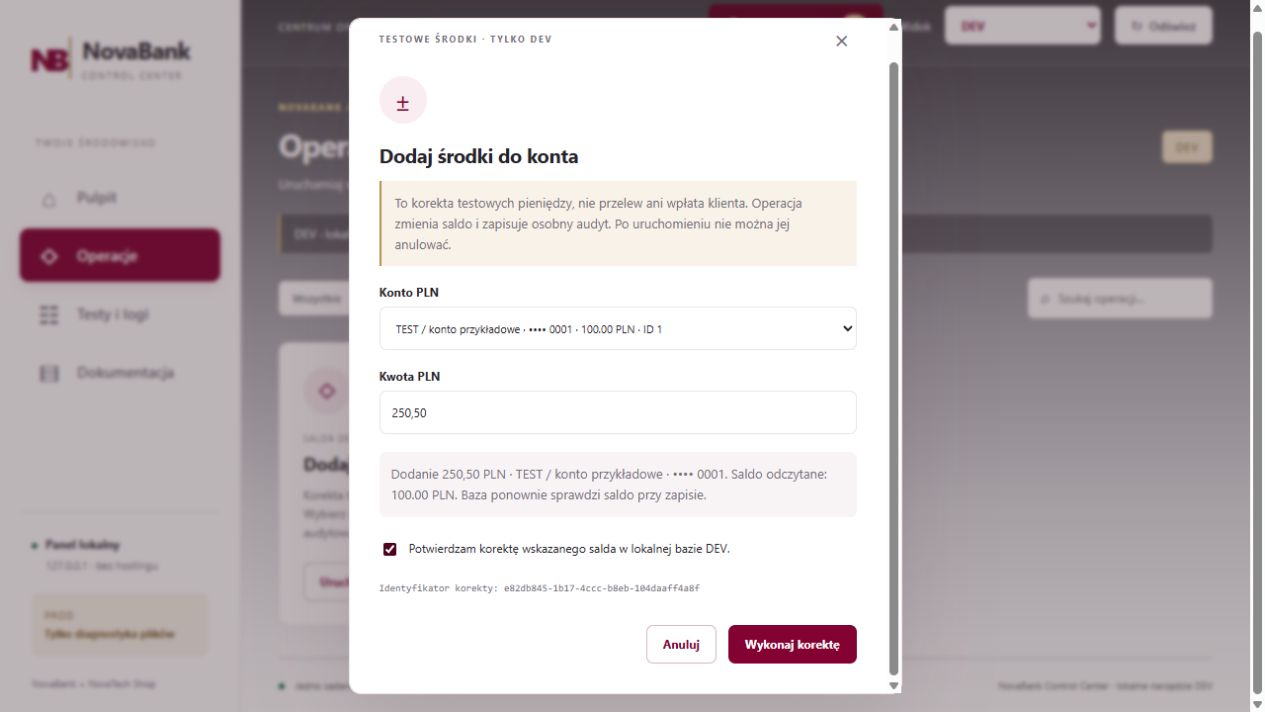 NB NovaBank
CONTROL CENTER
TWOJE ŚRODOWISKO
Pulpit
Operacje
Testy i logi
Dokumentacja
Panel lokalny
127.0.0.1 · bez hostingu
PROD
Tylko diagnostyka plików
NovaBank + NovaTech Shop
DEV
Odśwież
DEV
Wszystkie
Szukaj operacji...
TESTOWE ŚRODKI · TYLKO DEV
Dodaj środki do konta
To korekta testowych pieniędzy, nie przelew ani wpłata klienta. Operacja
zmienia saldo i zapisuje osobny audyt. Po uruchomieniu nie można jej
anulować.
Konto PLN
TEST / konto przykładowe · •••• 0001 · 100.00 PLN · ID 1
Kwota PLN
250,50
Dodanie 250,50 PLN · TEST / konto przykładowe · •••• 0001. Saldo odczytane:
100.00 PLN. Baza ponownie sprawdzi saldo przy zapisie.
Potwierdzam korektę wskazanego salda w lokalnej bazie DEV.
Identyfikator korekty: e82db845-1b17-4ccc-b8eb-104daaff4a8f
Anuluj
Wykonaj korektę
NovaBank Control Center · lokalne narzędzie DEV